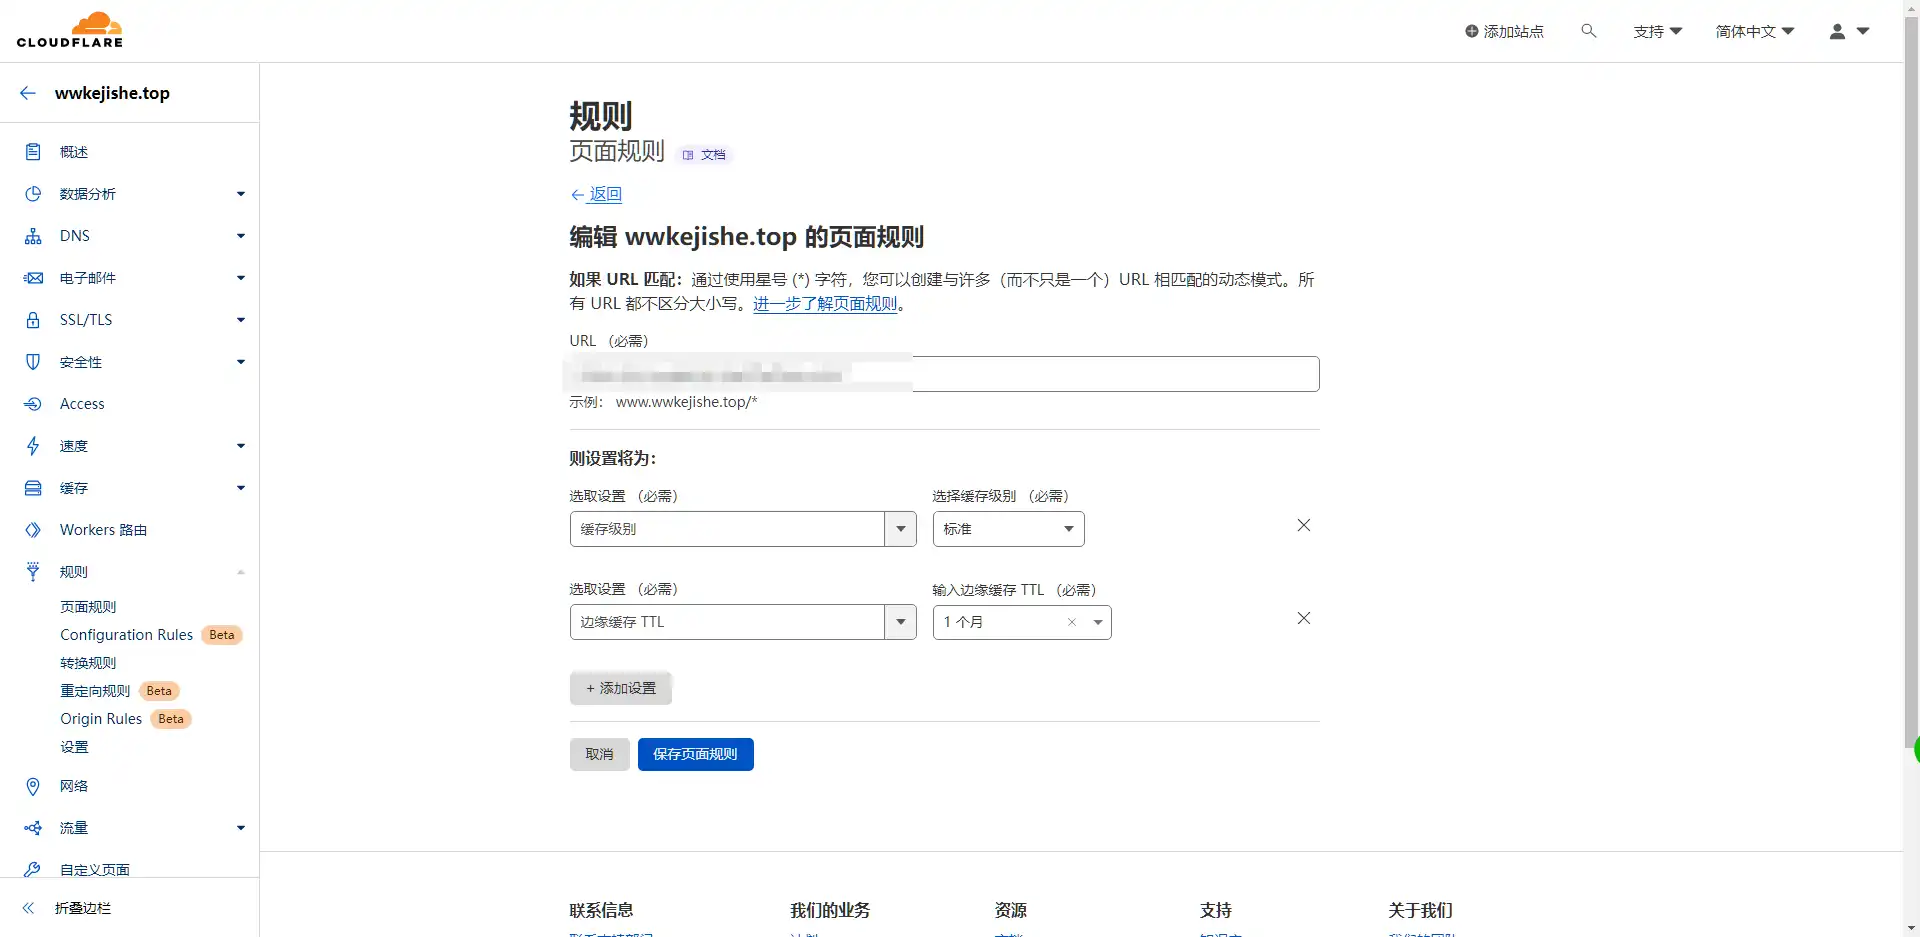 CLOUDFLARE
添加站点
支持
简体中文
wwkejishe.top
概述
数据分析
DNS
电子邮件
SSL/TLS
安全性
Access
速度
缓存
Workers 路由
规则
页面规则
Configuration Rules Beta
转换规则
重定向规则 Beta
Origin Rules Beta
设置
网络
流量
自定义页面
折叠边栏
规则
页面规则 文档
← 返回
编辑 wwkejishe.top 的页面规则
如果 URL 匹配：通过使用星号 (*) 字符，您可以创建与许多（而不只是一个）URL 相匹配的动态模式。所
有 URL 都不区分大小写。进一步了解页面规则。
URL （必需）
示例： www.wwkejishe.top/*
则设置将为：
选取设置 （必需） 选择缓存级别 （必需）
缓存级别 标准
选取设置 （必需） 输入边缘缓存 TTL （必需）
边缘缓存 TTL 1 个月
+ 添加设置
取消 保存页面规则
联系信息 我们的业务 资源 支持 关于我们